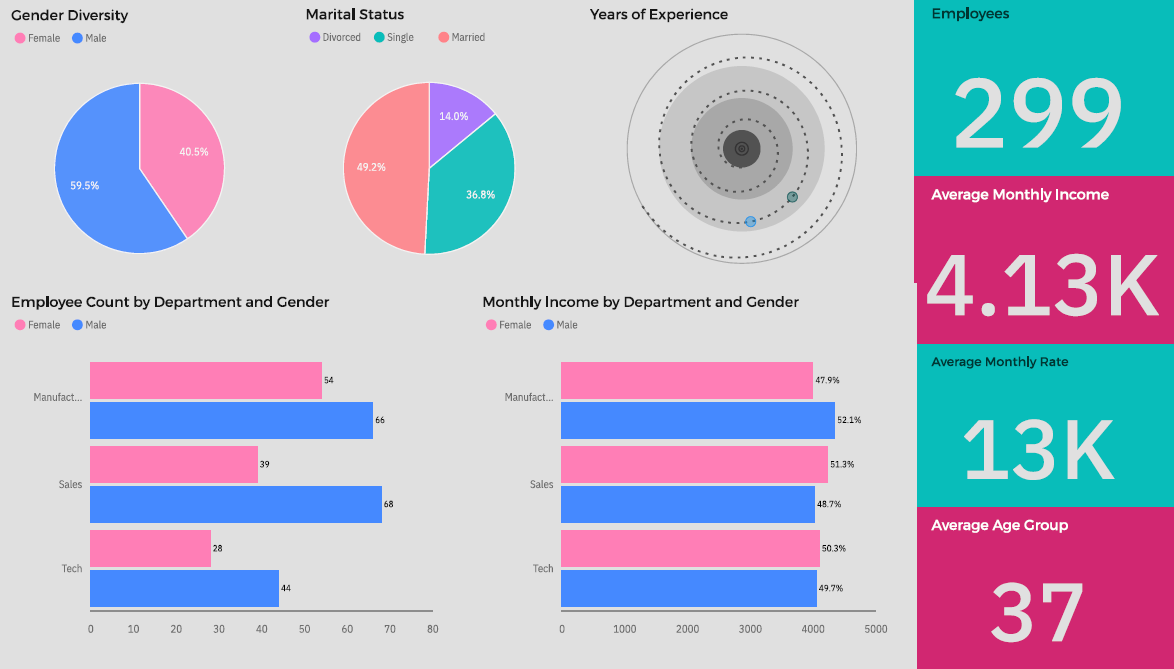 Gender Diversity
Female Male
40.5%
59.5%
Marital Status
Divorced Single Married
14.0%
49.2%
36.8%
Years of Experience
Employees
299
Average Monthly Income
4.13K
Average Monthly Rate
13K
Average Age Group
37
Employee Count by Department and Gender
Female Male
Manufact...
54
66
Sales
39
68
Tech
28
44
0 10 20 30 40 50 60 70 80
Monthly Income by Department and Gender
Female Male
Manufact...
47.9%
52.1%
Sales
51.3%
48.7%
Tech
50.3%
49.7%
0 1000 2000 3000 4000 5000